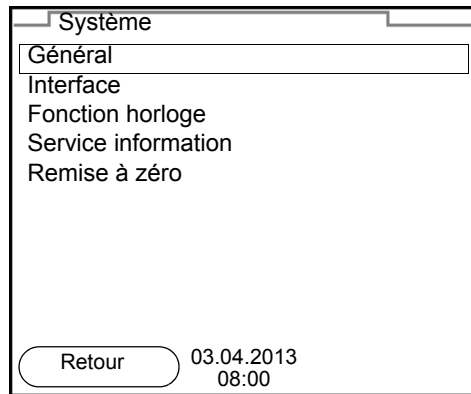 Système
Général
Interface
Fonction horloge
Service information
Remise à zéro
Retour
03.04.2013
08:00